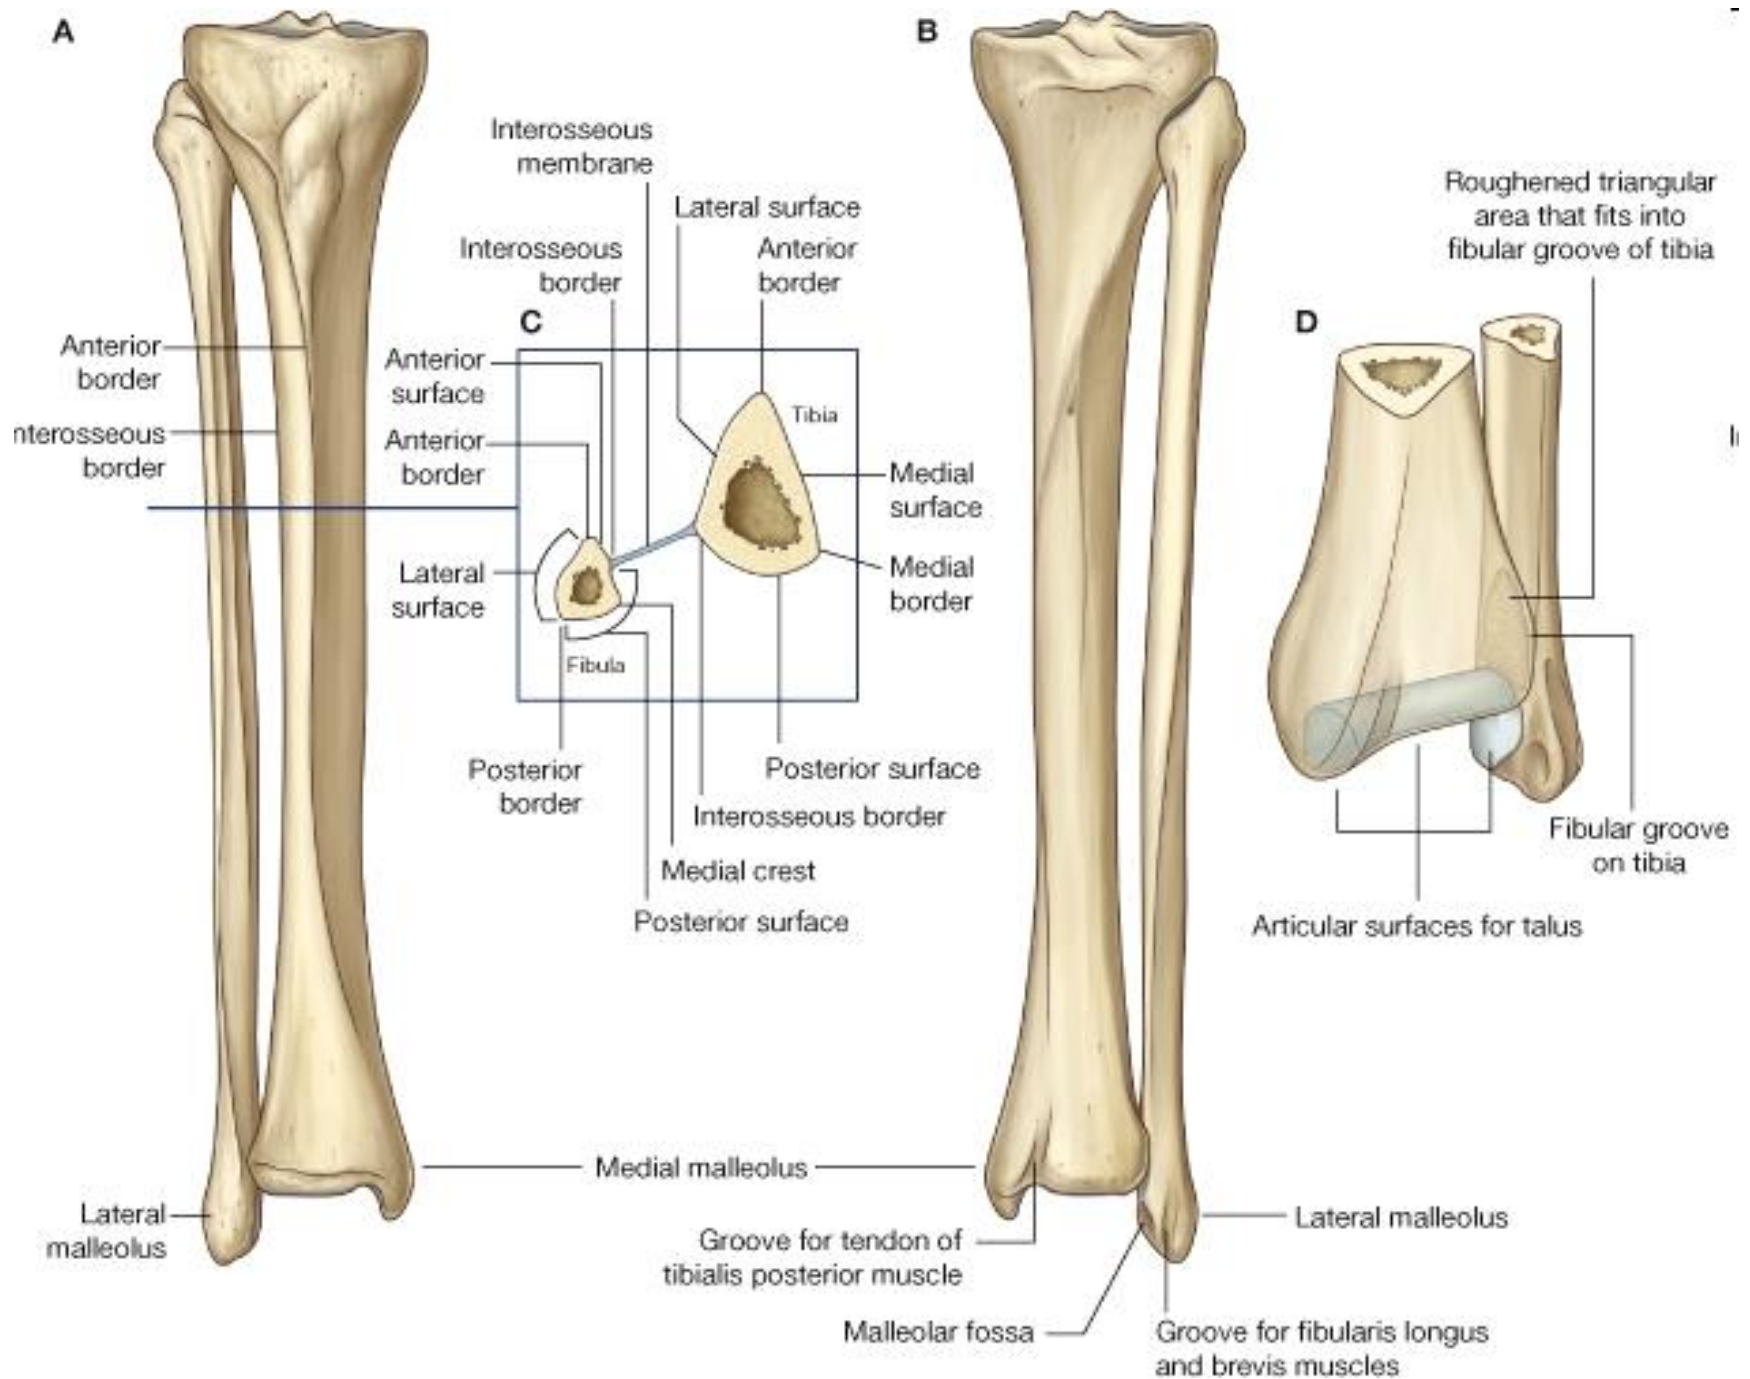 A
B
Interosseous
membrane
Lateral surface
Interosseous
border
Anterior
border
C
Anterior
border
nterosseous
border
Anterior
surface
Anterior
border
Tibia
Medial
surface
Medial
border
Lateral
surface
Fibula
Posterior
border
Posterior surface
Interosseous border
Medial crest
Posterior surface
Roughened triangular
area that fits into
fibular groove of tibia
D
Fibular groove
on tibia
Articular surfaces for talus
Medial malleolus
Lateral
malleolus
Lateral malleolus
Groove for tendon of
tibialis posterior muscle
Malleolar fossa
Groove for fibularis longus
and brevis muscles